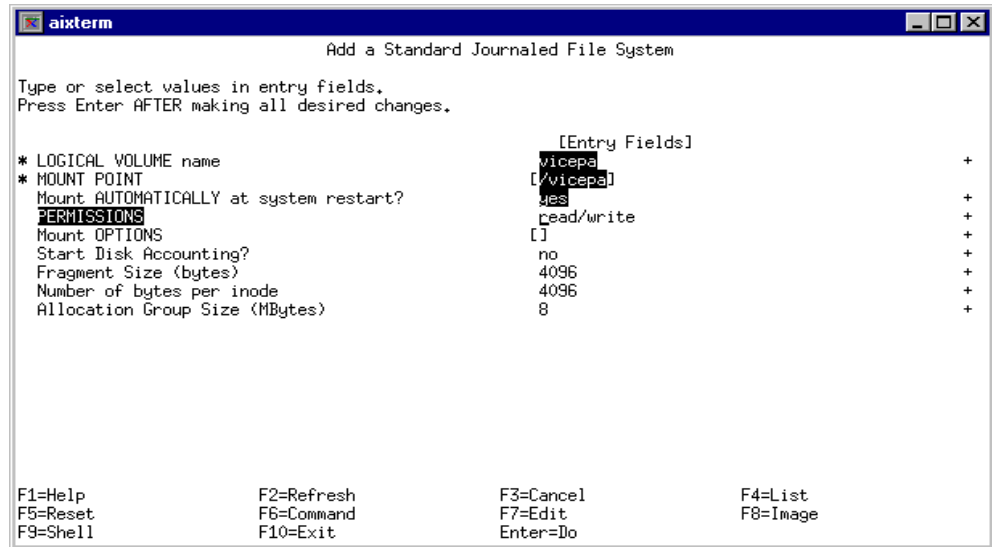 aixterm
Add a Standard Journaled File System
Type or select values in entry fields.
Press Enter AFTER making all desired changes.
[Entry Fields]
* LOGICAL VOLUME name vicepa +
* MOUNT POINT [/vicepa]
Mount AUTOMATICALLY at system restart? yes +
PERMISSIONS read/write +
Mount OPTIONS [] +
Start Disk Accounting? no +
Fragment Size (bytes) 4096 +
Number of bytes per inode 4096 +
Allocation Group Size (MBytes) 8 +
F1=Help F2=Refresh F3=Cancel F4=List
F5=Reset F6=Command F7=Edit F8=Image
F9=Shell F10=Exit Enter=Do